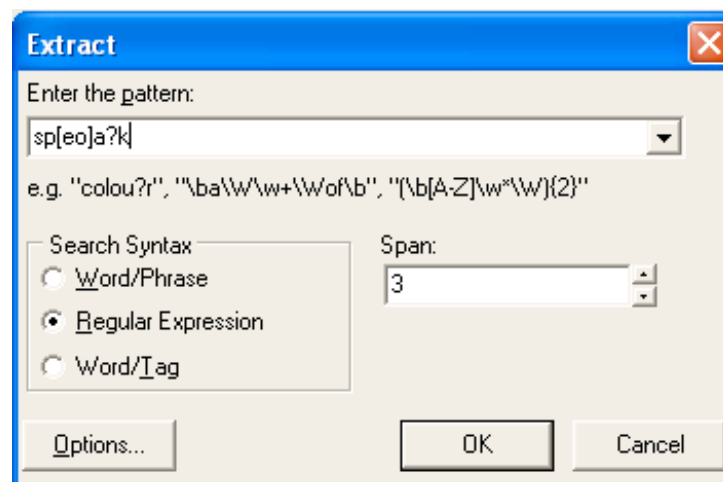 Extract
Enter the pattern:
sp[eo]a?k
e.g. "colou?r", "\ba\W\w+\Wof\b", "(\b[A-Z]\w*\W){2}"
Search Syntax
Word/Phrase
Regular Expression
Word/Tag
Span:
3
Options...
OK
Cancel